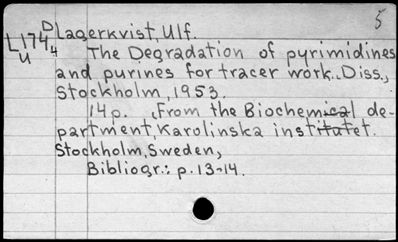 5
D Lagerkvist, Ulf.
L174
u 4 The Degradation of pyrimidines
and purines for tracer work. Diss.,
Stockholm, 1953.
14 p. (From the Biochemical de-
partment, Karolinska institutet.
Stockholm, Sweden,
Bibliogr.: p. 13-14.